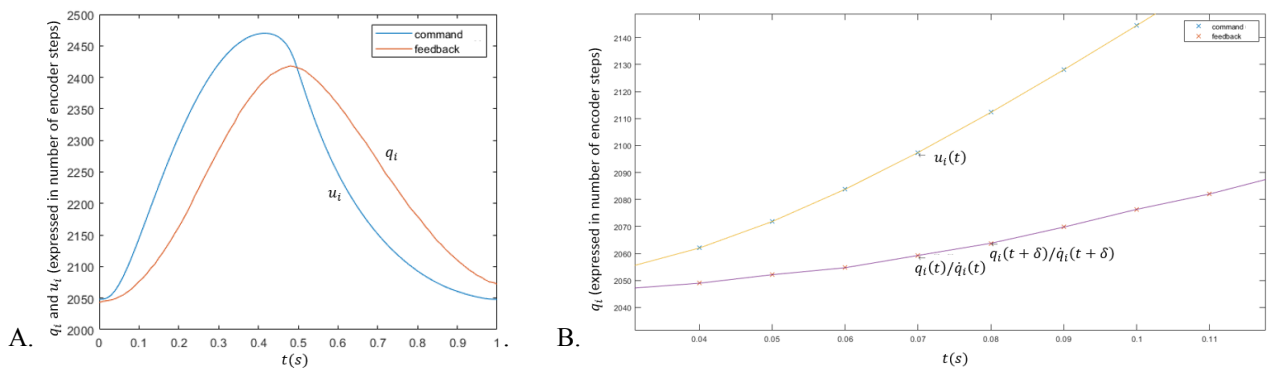 A.
q_i and u_i (expressed in number of encoder steps)
2500
2450
2400
2350
2300
2250
2200
2150
2100
2050
2000
command
feedback
q_i
u_i
0 0.1 0.2 0.3 0.4 0.5 0.6 0.7 0.8 0.9 1
t(s)
.
B.
q_i (expressed in number of encoder steps)
2140
2130
2120
2110
2100
2090
2080
2070
2060
2050
2040
command
feedback
u_i(t)
q_i(t+δ)/q̇_i(t+δ)
q_i(t)/q̇_i(t)
0.04 0.05 0.06 0.07 0.08 0.09 0.1 0.11
t(s)